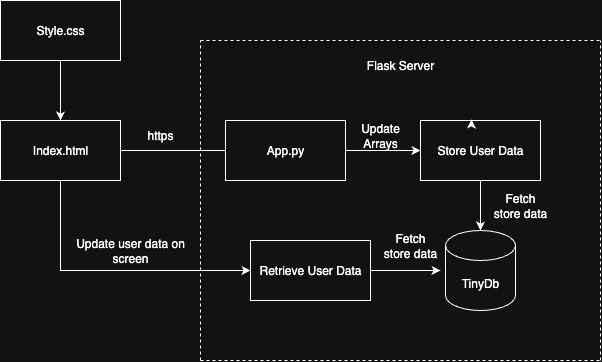 Style.css
Flask Server
Index.html
https
App.py
Update
Arrays
Store User Data
Fetch
store data
Update user data on
screen
Retrieve User Data
Fetch
store data
TinyDb